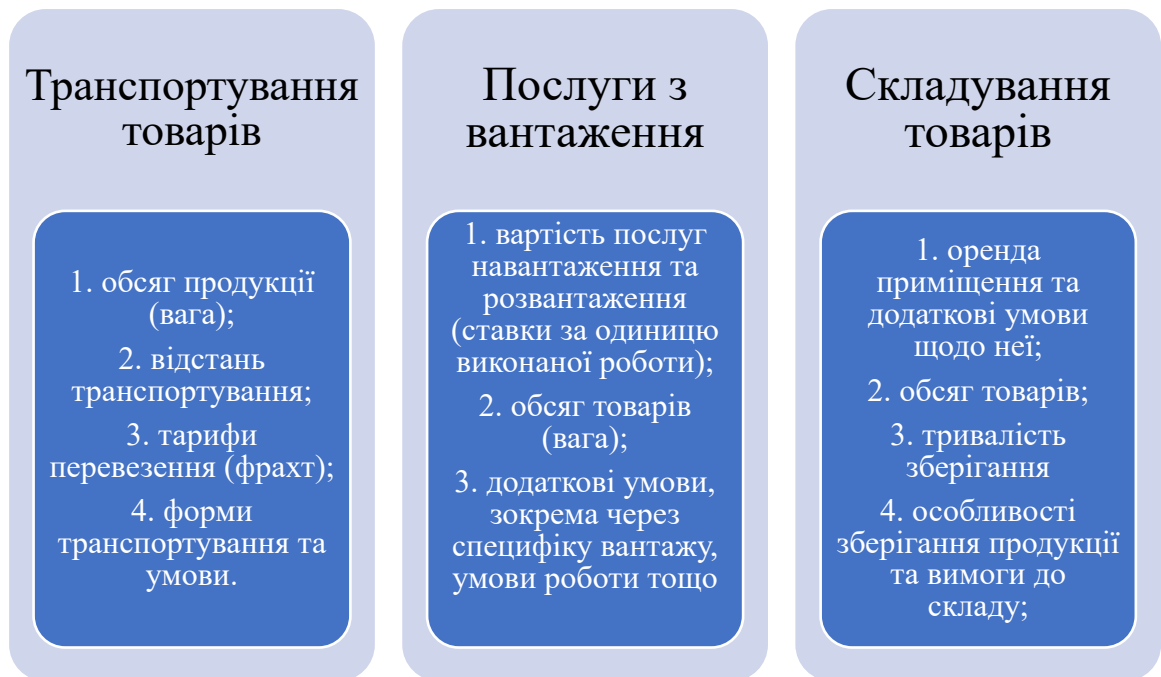 Транспортування
товарів
1. обсяг продукції
(вага);
2. відстань
транспортування;
3. тарифи
перевезення (фрахт);
4. форми
транспортування та
умови.
Послуги з
вантаження
1. вартість послуг
навантаження та
розвантаження
(ставки за одиницю
виконаної роботи);
2. обсяг товарів
(вага);
3. додаткові умови,
зокрема через
специфіку вантажу,
умови роботи тощо
Складування
товарів
1. оренда
приміщення та
додаткові умови
щодо неї;
2. обсяг товарів;
3. тривалість
зберігання
4. особливості
зберігання продукції
та вимоги до
складу;